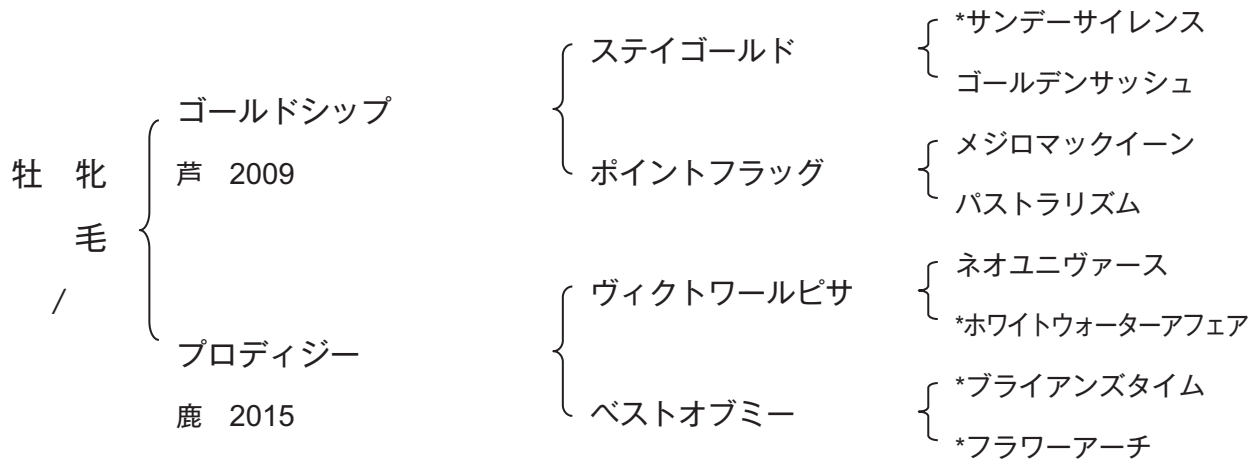 牡 牝
毛
/
ゴールドシップ
芦 2009
プロディジー
鹿 2015
ステイゴールド
ポイントフラッグ
ヴィクトワールピサ
ベストオブミー
*サンデーサイレンス
ゴールデンサッシュ
メジロマックイーン
パストラリズム
ネオユニヴァース
*ホワイトウォーターアフェア
*ブライアンズタイム
*フラワーアーチ